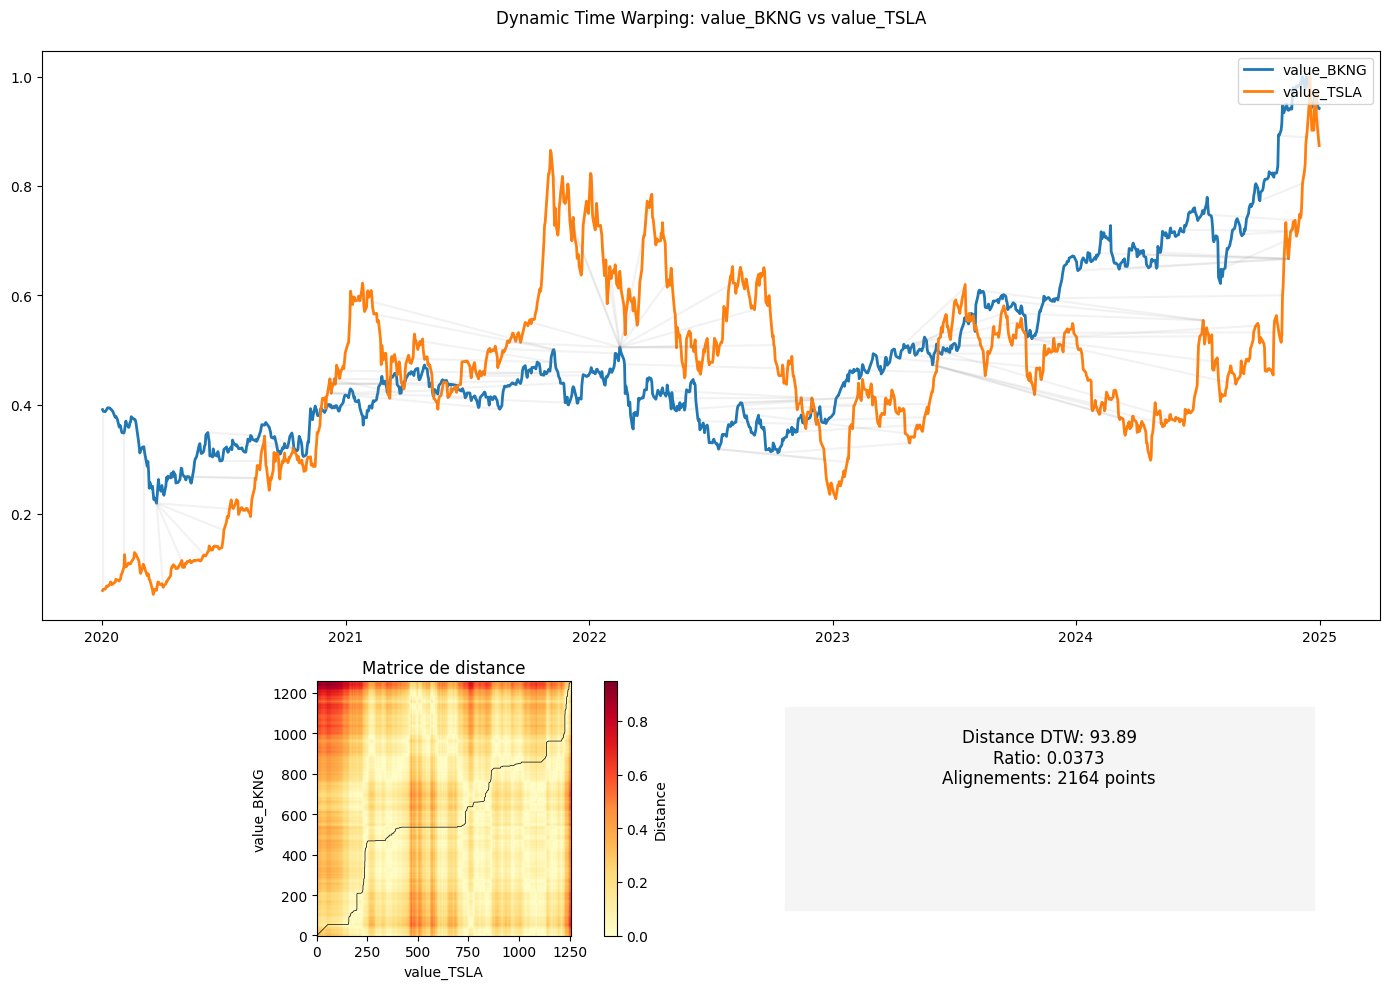 Dynamic Time Warping: value_BKNG vs value_TSLA
value_BKNG
value_TSLA
1.0
0.8
0.6
0.4
0.2
2020 2021 2022 2023 2024 2025
Matrice de distance
value_BKNG
1200
1000
800
600
400
200
0
0 250 500 750 1000 1250
value_TSLA
0.8
0.6
0.4
0.2
0.0
Distance
Distance DTW: 93.89
Ratio: 0.0373
Alignements: 2164 points